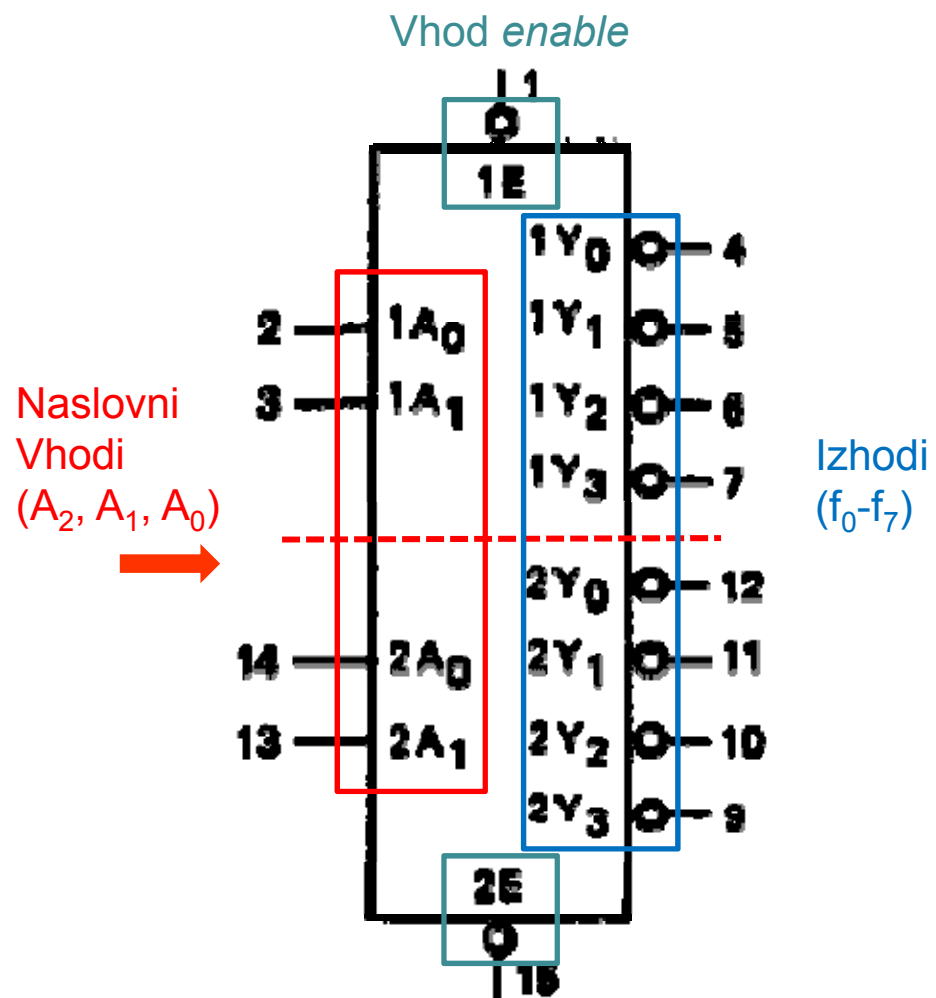 Vhod enable
1
1E
1Y0 4
2 1A0 1Y1 5
3 1A1 1Y2 6
Naslovni
Vhodi
(A2, A1, A0)
1Y3 7
Izhodi
(f0-f7)
2Y0 12
14 2A0 2Y1 11
13 2A1 2Y2 10
2Y3 9
2E
15